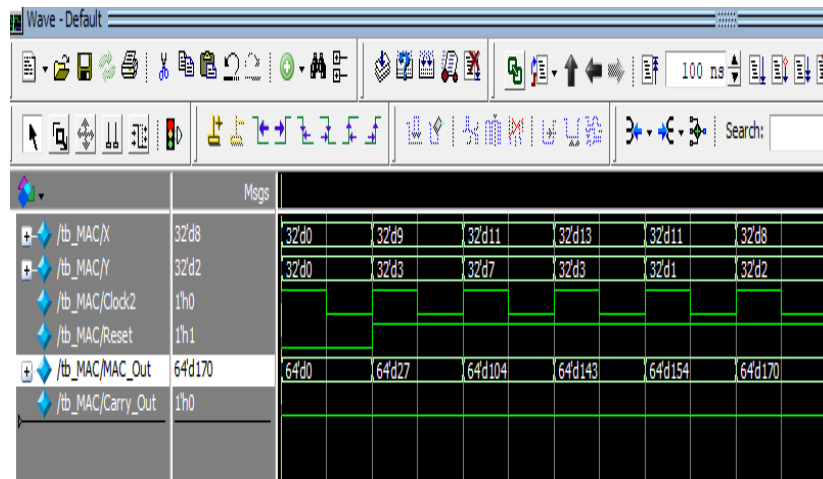 Wave - Default
100 ns
Search:
Msgs
/tb_MAC/X 32'd8 32'd0 32'd9 32'd11 32'd13 32'd11 32'd8
/tb_MAC/Y 32'd2 32'd0 32'd3 32'd7 32'd3 32'd1 32'd2
/tb_MAC/Clock2 1'h0
/tb_MAC/Reset 1'h1
/tb_MAC/MAC_Out 64'd170 64'd0 64'd27 64'd104 64'd143 64'd154 64'd170
/tb_MAC/Carry_Out 1'h0